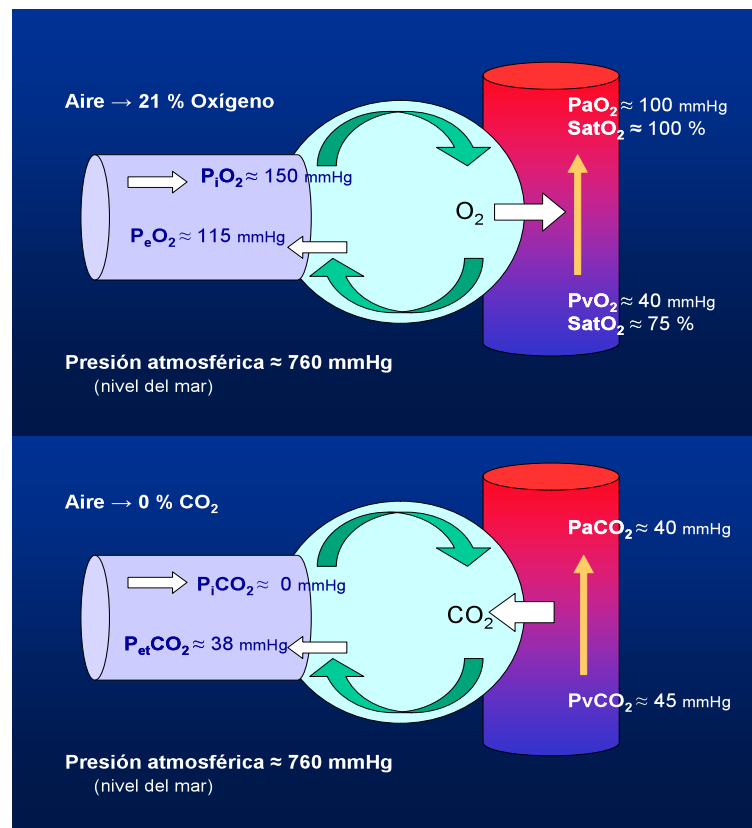 Aire → 21 % Oxígeno
PaO₂ ≈ 100 mmHg
SatO₂ ≈ 100 %
PᵢO₂ ≈ 150 mmHg
O₂
PₑO₂ ≈ 115 mmHg
PvO₂ ≈ 40 mmHg
SatO₂ ≈ 75 %
Presión atmosférica ≈ 760 mmHg
(nivel del mar)
Aire → 0 % CO₂
PaCO₂ ≈ 40 mmHg
PᵢCO₂ ≈ 0 mmHg
CO₂
PₑₜCO₂ ≈ 38 mmHg
PvCO₂ ≈ 45 mmHg
Presión atmosférica ≈ 760 mmHg
(nivel del mar)